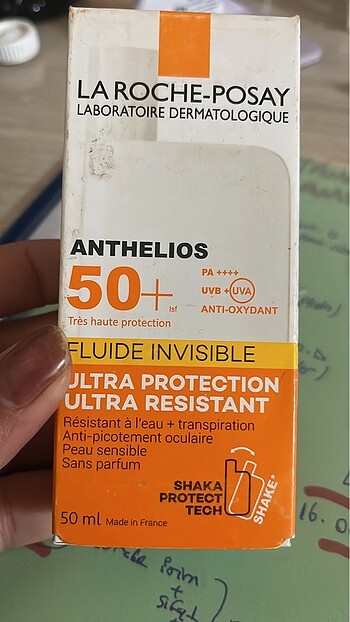 LA ROCHE-POSAY
LABORATOIRE DERMATOLOGIQUE
ANTHELIOS
50+ lsf
PA ++++
UVB + UVA
ANTI-OXYDANT
Très haute protection
FLUIDE INVISIBLE
ULTRA PROTECTION
ULTRA RESISTANT
Résistant à l'eau + transpiration
Anti-picotement oculaire
Peau sensible
Sans parfum
SHAKA
PROTECT
TECH
SHAKE*
50 ml Made in France
16.